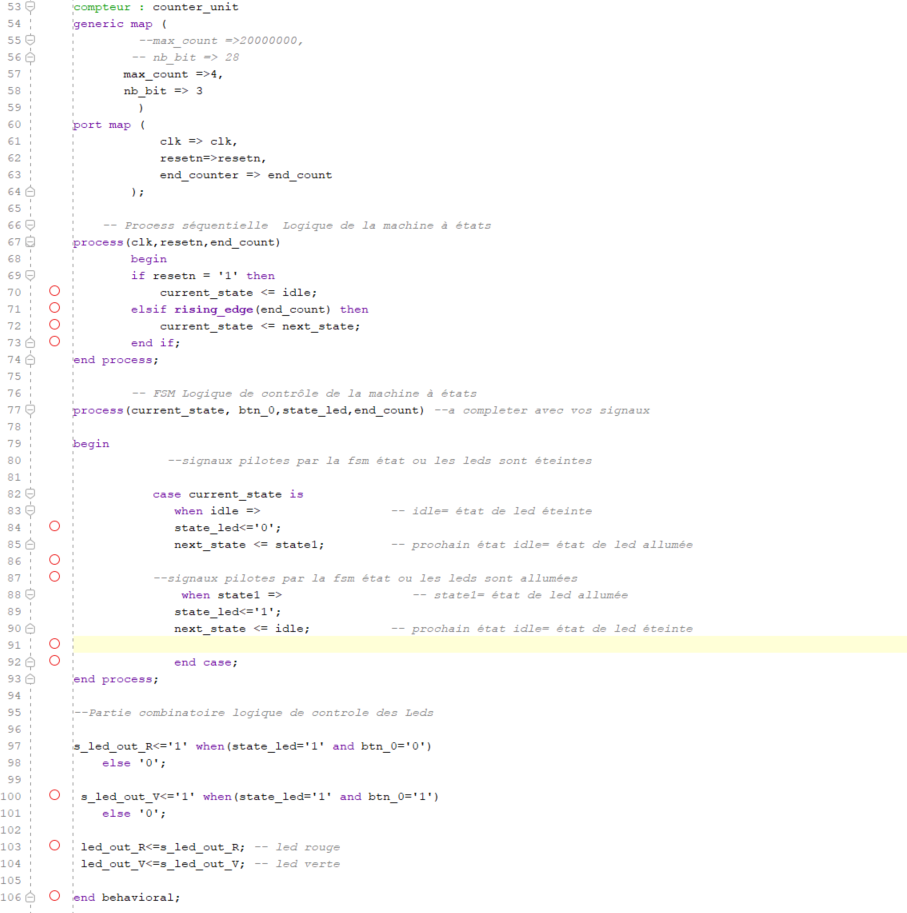 53 compteur : counter_unit
54 generic map (
55 --max_count =>20000000,
56 -- nb_bit => 28
57 max_count =>4,
58 nb_bit => 3
59 )
60 port map (
61 clk => clk,
62 resetn=>resetn,
63 end_counter => end_count
64 );
65
66 -- Process séquentielle  Logique de la machine à états
67 process(clk,resetn,end_count)
68 begin
69 if resetn = '1' then
70 current_state <= idle;
71 elsif rising_edge(end_count) then
72 current_state <= next_state;
73 end if;
74 end process;
75
76 -- FSM Logique de contrôle de la machine à états
77 process(current_state, btn_0,state_led,end_count) --a completer avec vos signaux
78
79 begin
80 --signaux pilotes par la fsm état ou les leds sont éteintes
81
82 case current_state is
83 when idle => -- idle= état de led éteinte
84 state_led<='0';
85 next_state <= state1; -- prochain état idle= état de led allumée
86
87 --signaux pilotes par la fsm état ou les leds sont allumées
88 when state1 => -- state1= état de led allumée
89 state_led<='1';
90 next_state <= idle; -- prochain état idle= état de led éteinte
91
92 end case;
93 end process;
94
95 --Partie combinatoire logique de controle des Leds
96
97 s_led_out_R<='1' when(state_led='1' and btn_0='0')
98 else '0';
99
100 s_led_out_V<='1' when(state_led='1' and btn_0='1')
101 else '0';
102
103 led_out_R<=s_led_out_R; -- led rouge
104 led_out_V<=s_led_out_V; -- led verte
105
106 end behavioral;